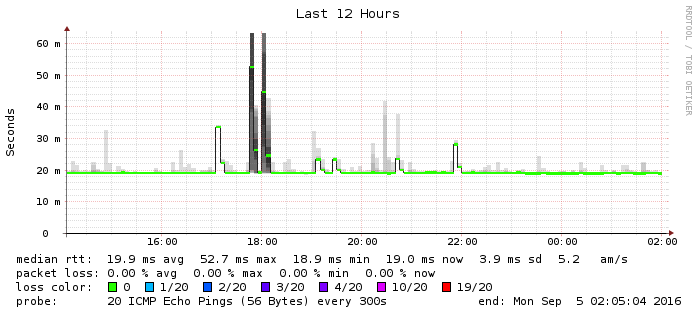 Last 12 Hours
RRDTOOL / TOBI OETIKER
Seconds
60 m
50 m
40 m
30 m
20 m
10 m
0
16:00 18:00 20:00 22:00 00:00 02:00
median rtt: 19.9 ms avg 52.7 ms max 18.9 ms min 19.0 ms now 3.9 ms sd 5.2 am/s
packet loss: 0.00 % avg 0.00 % max 0.00 % min 0.00 % now
loss color: 0 1/20 2/20 3/20 4/20 10/20 19/20
probe: 20 ICMP Echo Pings (56 Bytes) every 300s end: Mon Sep 5 02:05:04 2016